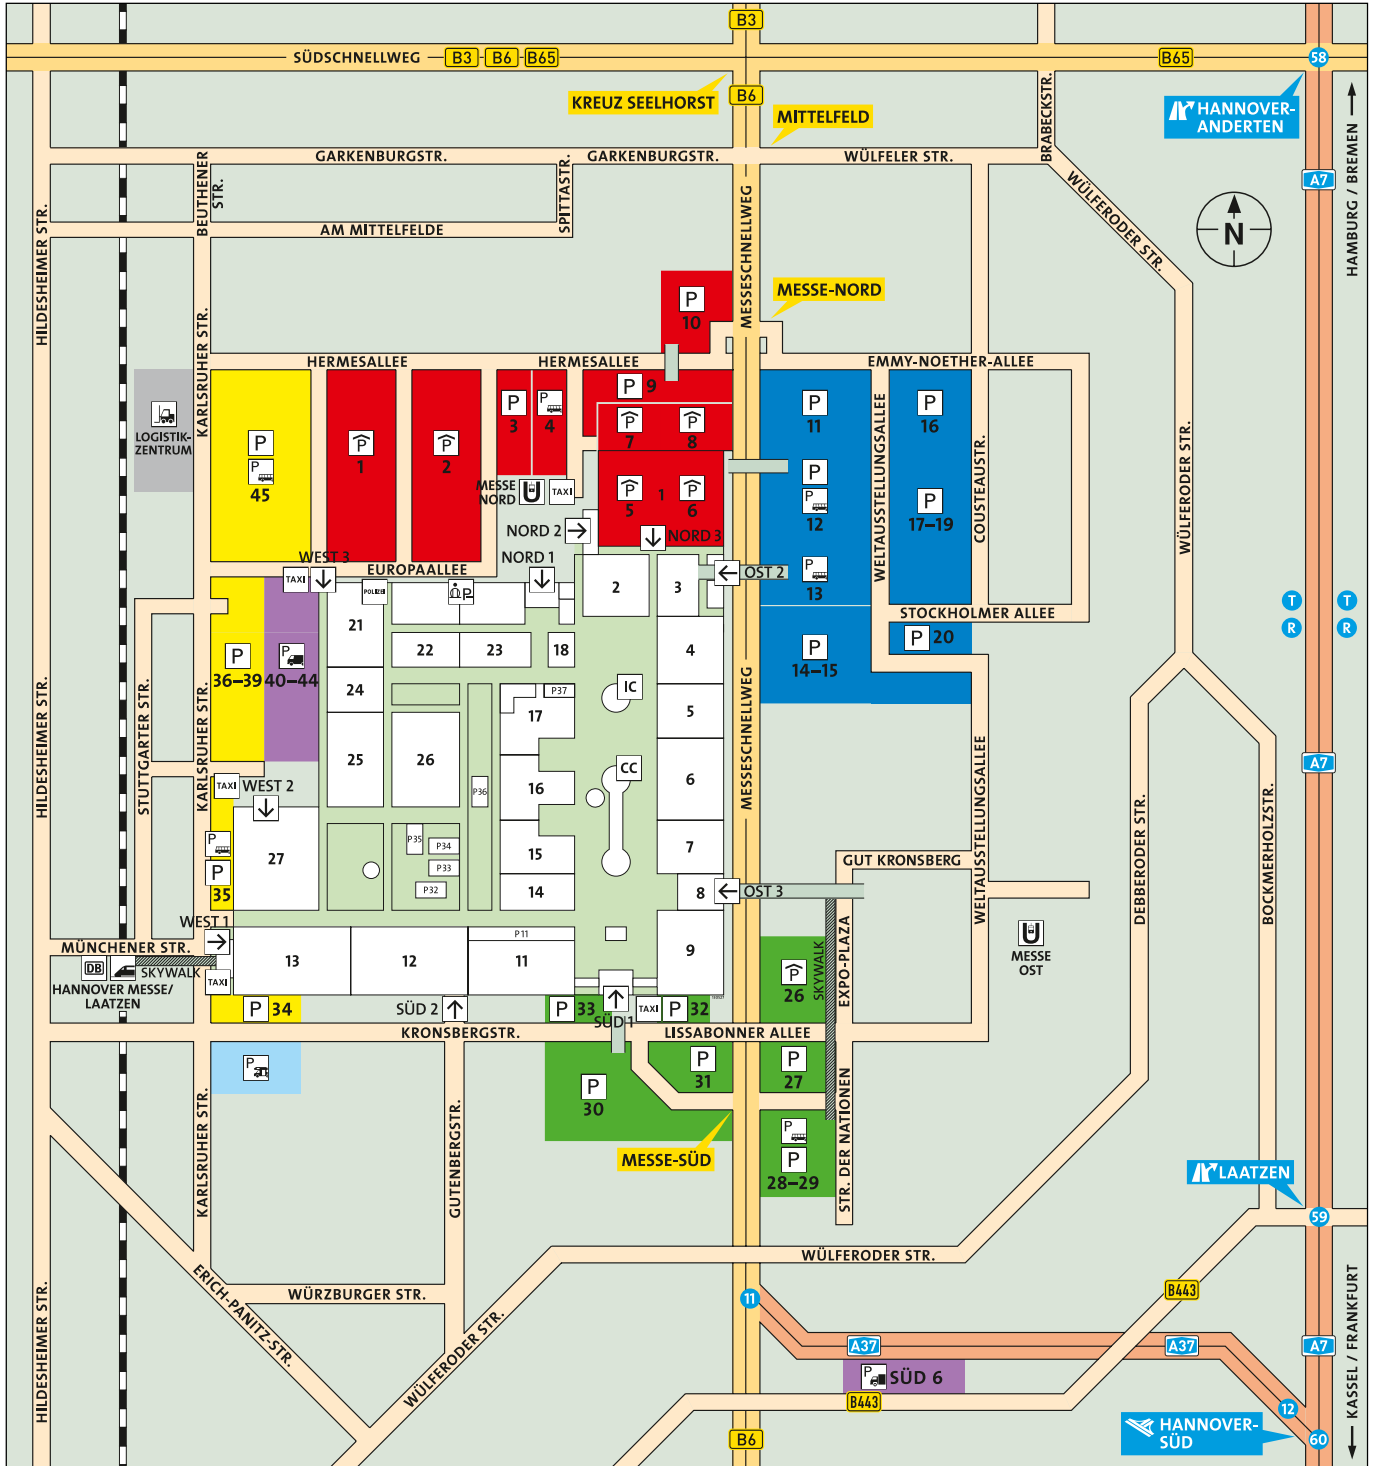 B3
SÜDSCHNELLWEG
B3
B6
B65
B65
58
KREUZ SEELHORST
B6
MITTELFELD
HANNOVER-
ANDERTEN
BRABECKSTR.
HAMBURG / BREMEN
GARKENBURGSTR.
GARKENBURGSTR.
WÜLFELER STR.
BEUTHENER
STR.
SPITTASTR.
A7
WÜLFERODER STR.
HILDESHEIMER STR.
AM MITTELFELDE
MESSESCHNELLWEG
N
MESSE-NORD
P
10
KARLSRUHER STR.
HERMESALLEE
HERMESALLEE
EMMY-NOETHER-ALLEE
P
9
P
3
P
4
P
11
P
16
WELTAUSSTELLUNGSALLEE
COUSTEAUSTR.
WÜLFERODER STR.
LOGISTIK-
ZENTRUM
P
P
45
P
1
P
2
P
7
P
8
MESSE
NORD
U
TAXI
P
5
1
P
6
P
P
12
P
17–19
NORD 2
NORD 3
WEST 3
NORD 1
EUROPAALLEE
TAXI
POLIZEI
P
2
3
OST 2
P
13
STOCKHOLMER ALLEE
T
T
R
R
21
22
23
18
4
P
14–15
P
20
P
36–39
P
40–44
24
P37
IC
17
5
STUTTGARTER STR.
KARLSRUHER STR.
HILDESHEIMER STR.
25
26
CC
16
6
P36
MESSESCHNELLWEG
A7
WELTAUSSTELLUNGSALLEE
DEBBERODER STR.
BOCKMERHOLZSTR.
TAXI
WEST 2
P
P
35
27
P35
P34
P33
P32
15
7
14
8
OST 3
GUT KRONSBERG
WEST 1
MÜNCHENER STR.
DB
SKYWALK
HANNOVER MESSE/
LAATZEN
TAXI
13
12
P11
11
9
P
26
SKYWALK
EXPO-PLAZA
U
MESSE
OST
P
34
SÜD 2
P
33
SÜD 1
TAXI
P
32
KRONSBERGSTR.
LISSABONNER ALLEE
P
P
30
P
31
P
27
KARLSRUHER STR.
GUTENBERGSTR.
STR. DER NATIONEN
MESSE-SÜD
P
P
28–29
LAATZEN
59
WÜLFERODER STR.
ERICH-PANITZ-STR.
WÜRZBURGER STR.
WÜLFERODER STR.
HILDESHEIMER STR.
11
B443
A37
A37
A7
P
SÜD 6
B443
KASSEL / FRANKFURT
12
B6
HANNOVER-
SÜD
60